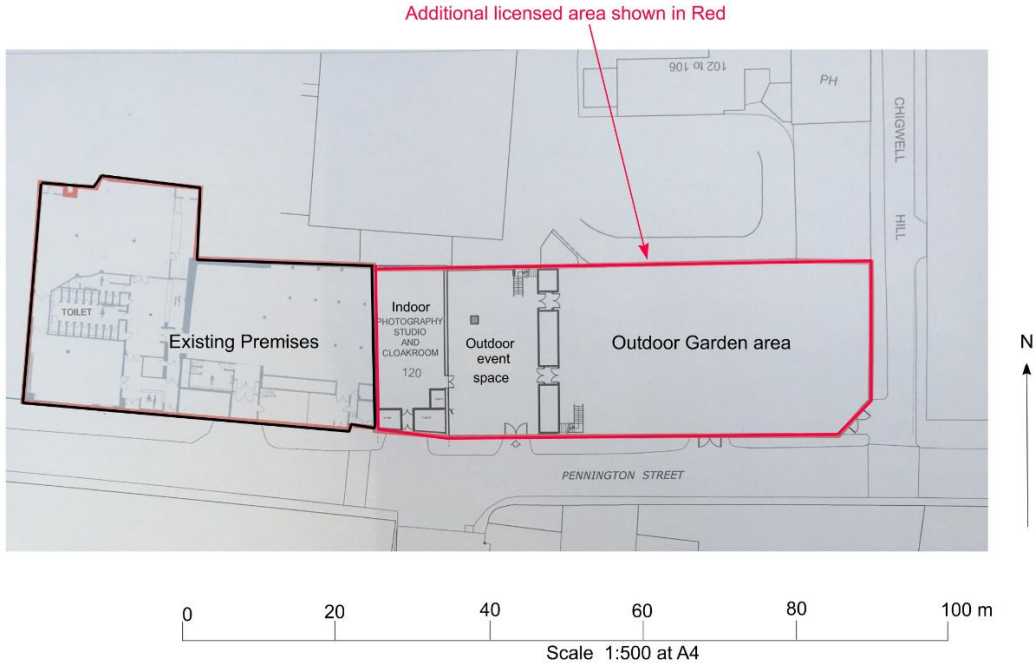 Additional licensed area shown in Red
102 to 106
PH
CHIGWELL
HILL
TOILET
Existing Premises
Indoor
PHOTOGRAPHY
STUDIO
AND
CLOAKROOM
120
Outdoor
event
space
Outdoor Garden area
N
PENNINGTON STREET
0 20 40 60 80 100 m
Scale 1:500 at A4